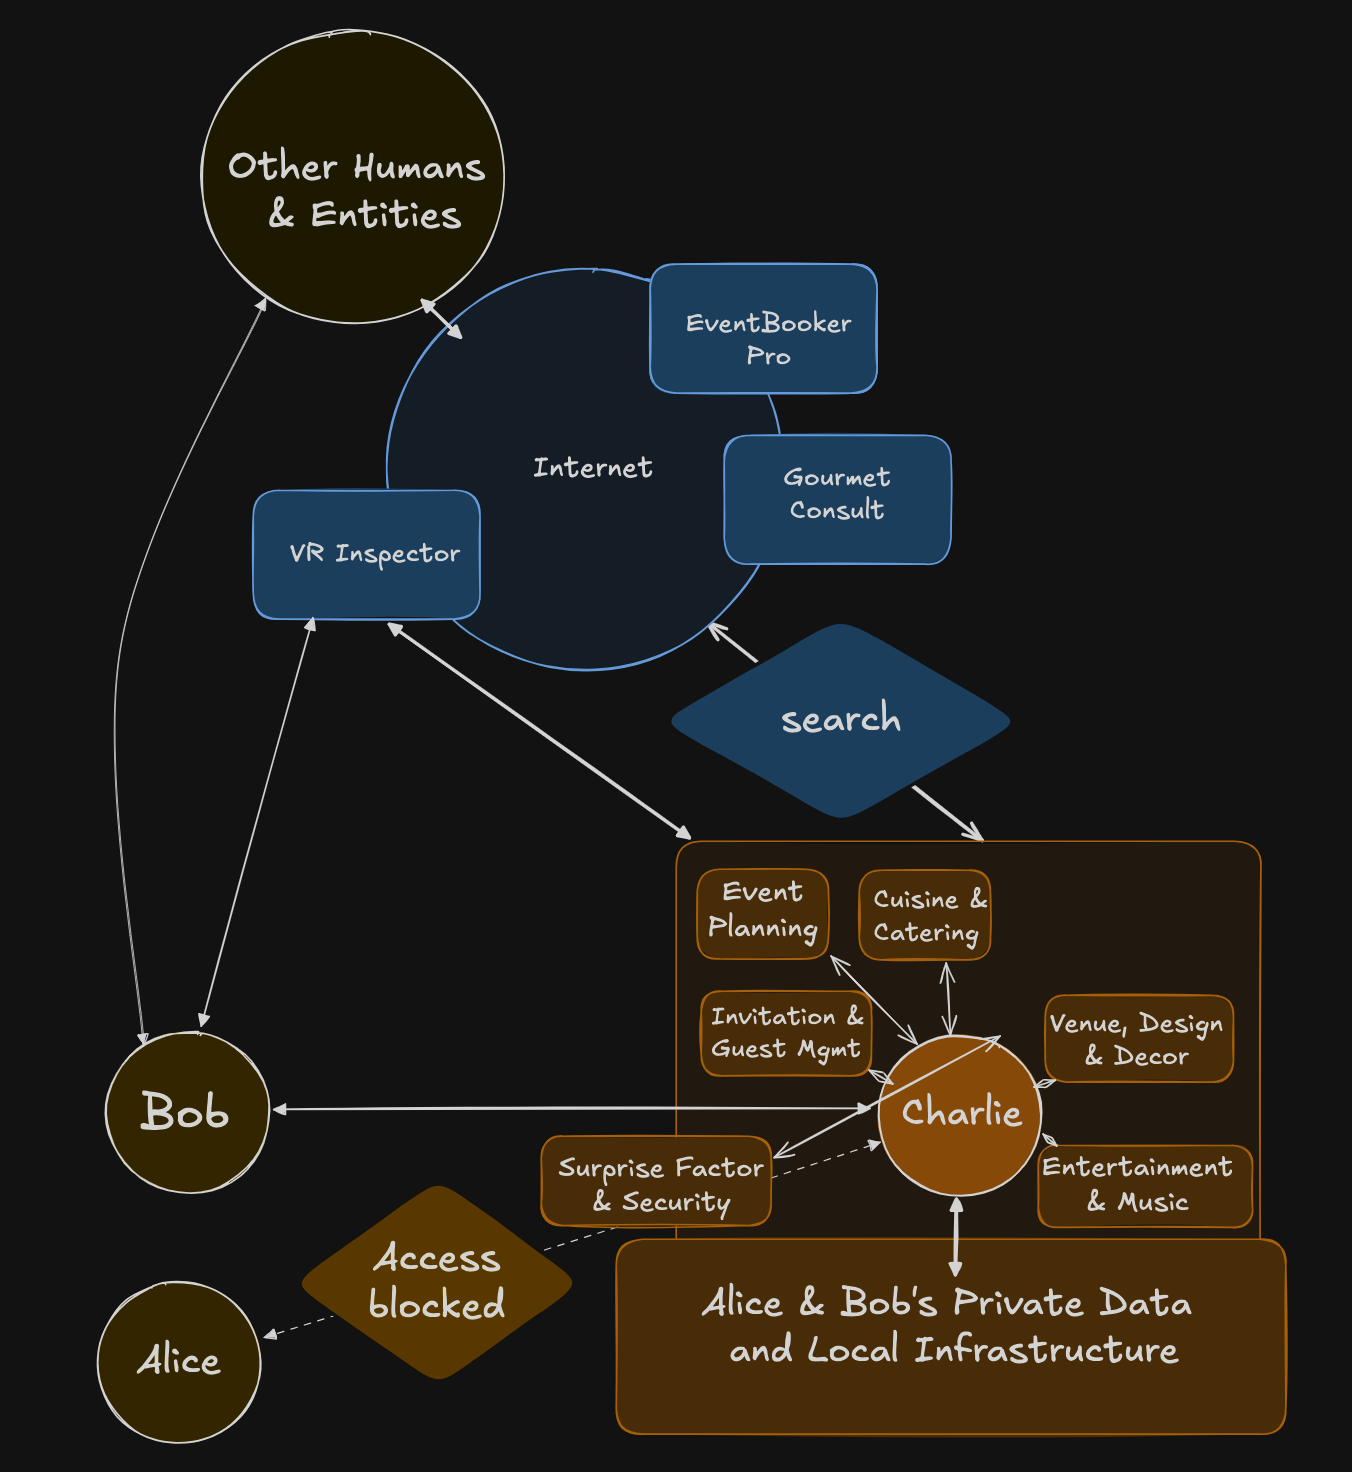 Other Humans
& Entities
EventBooker
Pro
Internet
Gourmet
Consult
VR Inspector
search
Event
Planning
Cuisine &
Catering
Invitation &
Guest Mgmt
Venue, Design
& Decor
Bob
Charlie
Surprise Factor
& Security
Entertainment
& Music
Access
blocked
Alice
Alice & Bob's Private Data
and Local Infrastructure